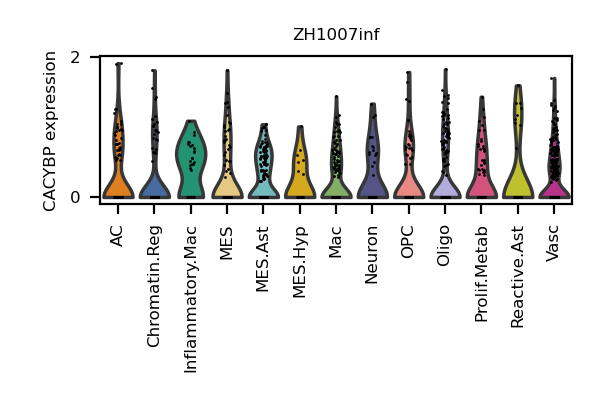 ZH1007inf
CACYBP expression
2
0
AC
Chromatin.Reg
Inflammatory.Mac
MES
MES.Ast
MES.Hyp
Mac
Neuron
OPC
Oligo
Prolif.Metab
Reactive.Ast
Vasc